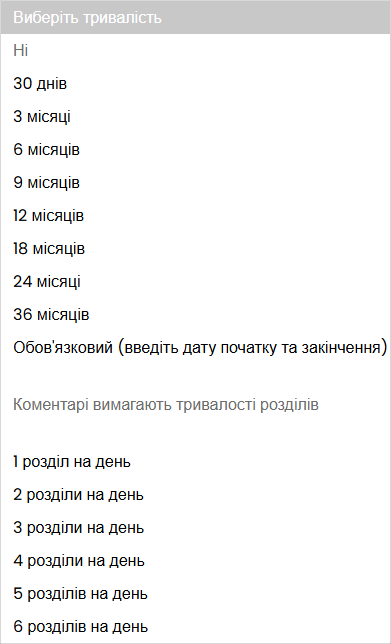 Виберіть тривалість
Ні
30 днів
3 місяці
6 місяців
9 місяців
12 місяців
18 місяців
24 місяці
36 місяців
Обов'язковий (введіть дату початку та закінчення)
Коментарі вимагають тривалості розділів
1 розділ на день
2 розділи на день
3 розділи на день
4 розділи на день
5 розділів на день
6 розділів на день